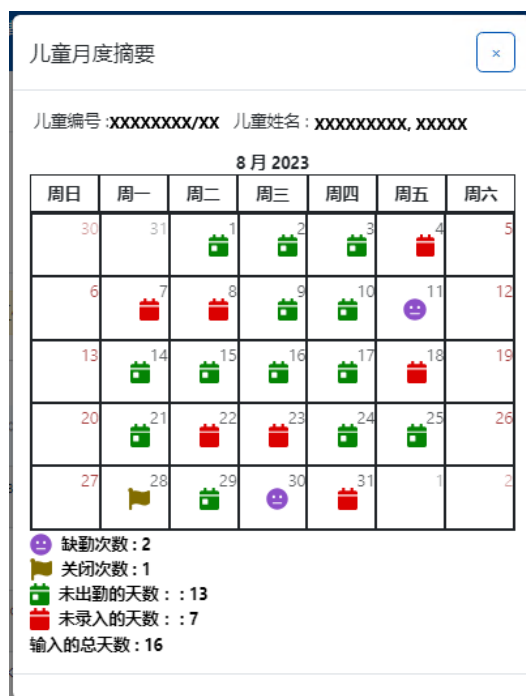 儿童月度摘要 ×
儿童编号 :XXXXXXXX/XX 儿童姓名 : XXXXXXXXX, XXXXX
8 月 2023
周日 周一 周二 周三 周四 周五 周六
30 31 1 2 3 4 5
6 7 8 9 10 11 12
13 14 15 16 17 18 19
20 21 22 23 24 25 26
27 28 29 30 31 1 2
缺勤次数 : 2
关闭次数 : 1
未出勤的天数 : : 13
未录入的天数 : : 7
输入的总天数 : 16